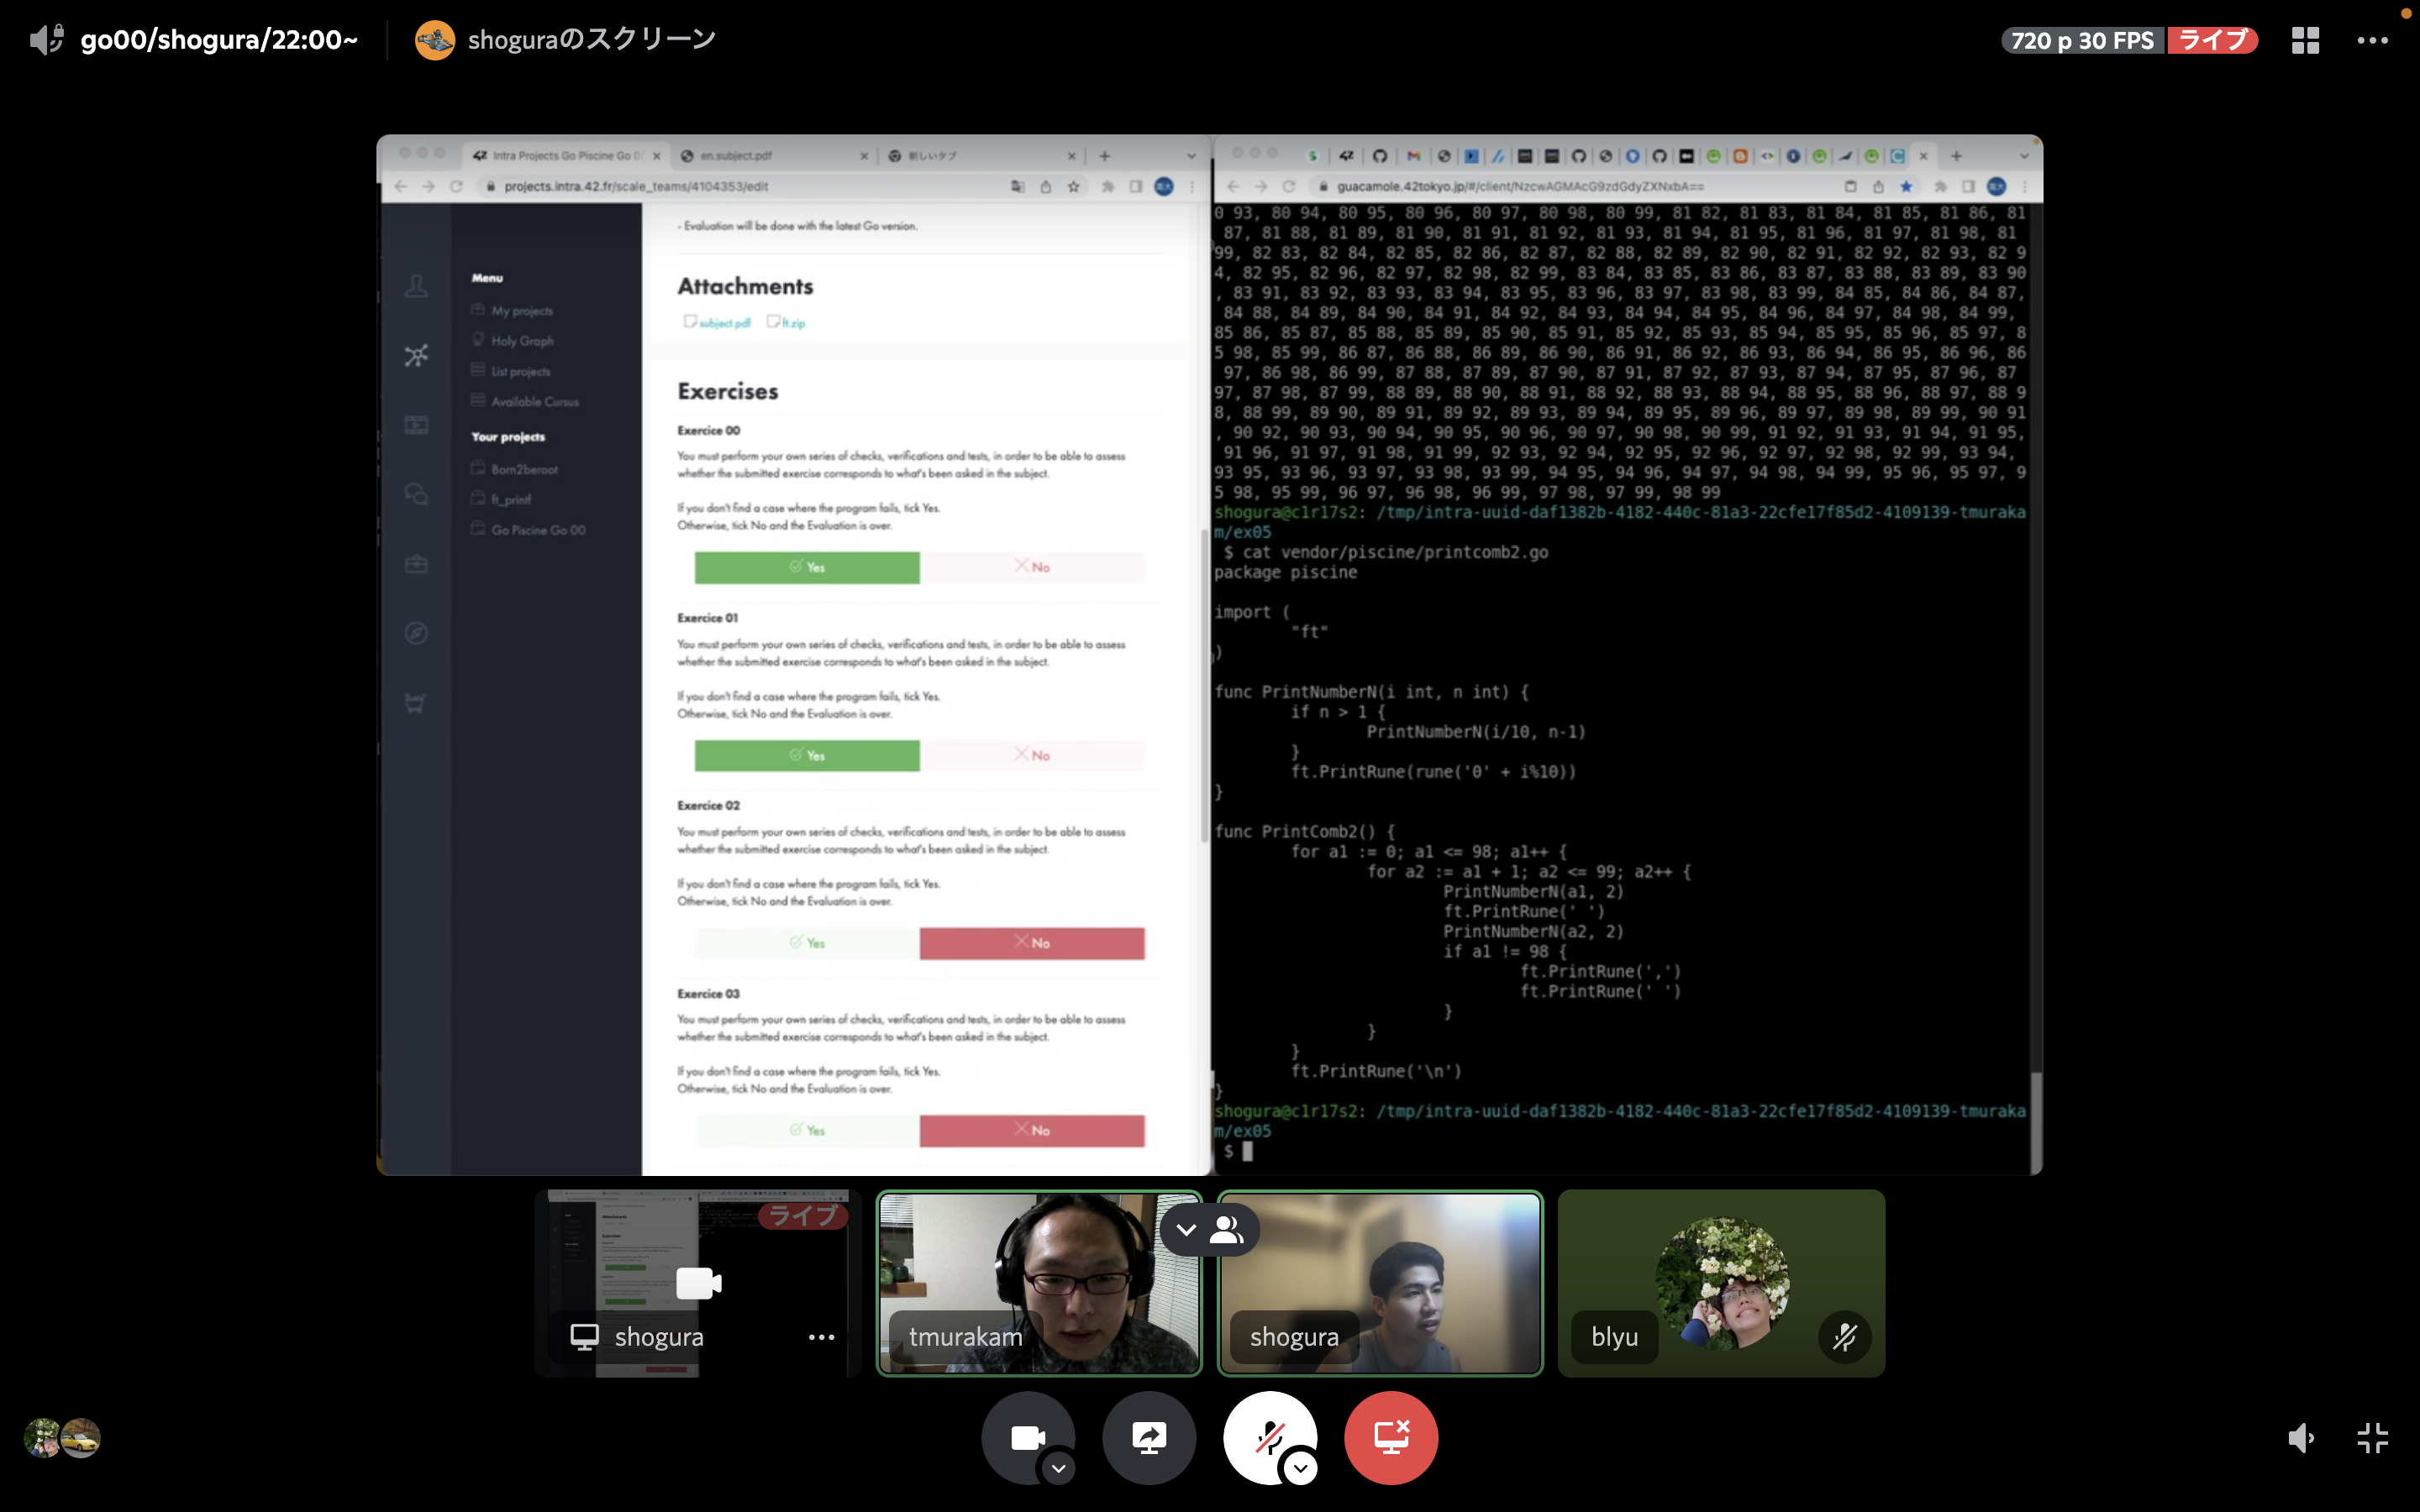 go00/shogura/22:00~
shoguraのスクリーン
720 p 30 FPS
ライブ
Intra Projects Go Piscine Go 0
en.subject.pdf
新しいタブ
projects.intra.42.fr/scale_teams/4104353/edit
Menu
My projects
Holy Graph
List projects
Available Cursus
Your projects
Born2beroot
ft_printf
Go Piscine Go 00
- Evaluation will be done with the latest Go version.
Attachments
subject.pdf
ft.zip
Exercises
Exercice 00
You must perform your own series of checks, verifications and tests, in order to be able to assess
whether the submitted exercise corresponds to what's been asked in the subject.
If you don't find a case where the program fails, tick Yes.
Otherwise, tick No and the Evaluation is over.
Yes
No
Exercice 01
You must perform your own series of checks, verifications and tests, in order to be able to assess
whether the submitted exercise corresponds to what's been asked in the subject.
If you don't find a case where the program fails, tick Yes.
Otherwise, tick No and the Evaluation is over.
Yes
No
Exercice 02
You must perform your own series of checks, verifications and tests, in order to be able to assess
whether the submitted exercise corresponds to what's been asked in the subject.
If you don't find a case where the program fails, tick Yes.
Otherwise, tick No and the Evaluation is over.
Yes
No
Exercice 03
You must perform your own series of checks, verifications and tests, in order to be able to assess
whether the submitted exercise corresponds to what's been asked in the subject.
If you don't find a case where the program fails, tick Yes.
Otherwise, tick No and the Evaluation is over.
Yes
No
guacamole.42tokyo.jp/#/client/NzcwAGMAcG9zdGdyZXNxbA==
0 93, 80 94, 80 95, 80 96, 80 97, 80 98, 80 99, 81 82, 81 83, 81 84, 81 85, 81 86, 81
87, 81 88, 81 89, 81 90, 81 91, 81 92, 81 93, 81 94, 81 95, 81 96, 81 97, 81 98, 81
99, 82 83, 82 84, 82 85, 82 86, 82 87, 82 88, 82 89, 82 90, 82 91, 82 92, 82 93, 82 9
4, 82 95, 82 96, 82 97, 82 98, 82 99, 83 84, 83 85, 83 86, 83 87, 83 88, 83 89, 83 90
, 83 91, 83 92, 83 93, 83 94, 83 95, 83 96, 83 97, 83 98, 83 99, 84 85, 84 86, 84 87,
84 88, 84 89, 84 90, 84 91, 84 92, 84 93, 84 94, 84 95, 84 96, 84 97, 84 98, 84 99,
85 86, 85 87, 85 88, 85 89, 85 90, 85 91, 85 92, 85 93, 85 94, 85 95, 85 96, 85 97, 8
5 98, 85 99, 86 87, 86 88, 86 89, 86 90, 86 91, 86 92, 86 93, 86 94, 86 95, 86 96, 86
97, 86 98, 86 99, 87 88, 87 89, 87 90, 87 91, 87 92, 87 93, 87 94, 87 95, 87 96, 87
97, 87 98, 87 99, 88 89, 88 90, 88 91, 88 92, 88 93, 88 94, 88 95, 88 96, 88 97, 88 9
8, 88 99, 89 90, 89 91, 89 92, 89 93, 89 94, 89 95, 89 96, 89 97, 89 98, 89 99, 90 91
, 90 92, 90 93, 90 94, 90 95, 90 96, 90 97, 90 98, 90 99, 91 92, 91 93, 91 94, 91 95,
91 96, 91 97, 91 98, 91 99, 92 93, 92 94, 92 95, 92 96, 92 97, 92 98, 92 99, 93 94,
93 95, 93 96, 93 97, 93 98, 93 99, 94 95, 94 96, 94 97, 94 98, 94 99, 95 96, 95 97, 9
5 98, 95 99, 96 97, 96 98, 96 99, 97 98, 97 99, 98 99
shogura@c1r17s2: /tmp/intra-uuid-daf1382b-4182-440c-81a3-22cfe17f85d2-4109139-tmuraka
m/ex05
$ cat vendor/piscine/printcomb2.go
package piscine
import (
"ft"
)
func PrintNumberN(i int, n int) {
if n > 1 {
PrintNumberN(i/10, n-1)
}
ft.PrintRune(rune('0' + i%10))
}
func PrintComb2() {
for a1 := 0; a1 <= 98; a1++ {
for a2 := a1 + 1; a2 <= 99; a2++ {
PrintNumberN(a1, 2)
ft.PrintRune(' ')
PrintNumberN(a2, 2)
if a1 != 98 {
ft.PrintRune(',')
ft.PrintRune(' ')
}
}
}
ft.PrintRune('\n')
}
shogura@c1r17s2: /tmp/intra-uuid-daf1382b-4182-440c-81a3-22cfe17f85d2-4109139-tmuraka
m/ex05
$
ライブ
shogura
tmurakam
shogura
blyu